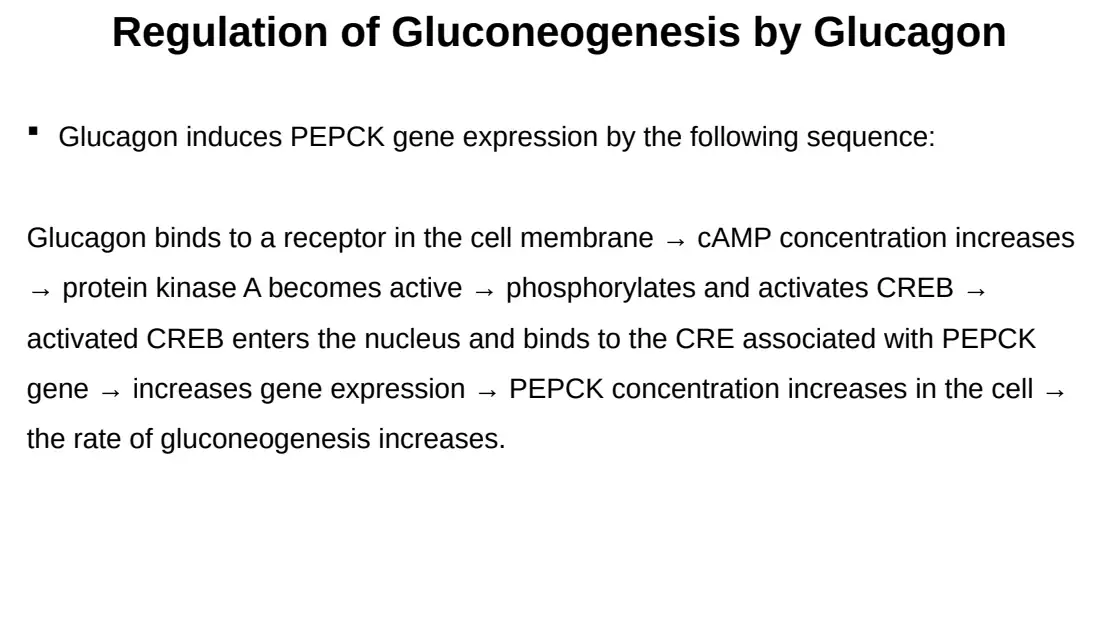 Regulation of Gluconeogenesis by Glucagon
▪ Glucagon induces PEPCK gene expression by the following sequence:
Glucagon binds to a receptor in the cell membrane → cAMP concentration increases
→ protein kinase A becomes active → phosphorylates and activates CREB →
activated CREB enters the nucleus and binds to the CRE associated with PEPCK
gene → increases gene expression → PEPCK concentration increases in the cell →
the rate of gluconeogenesis increases.